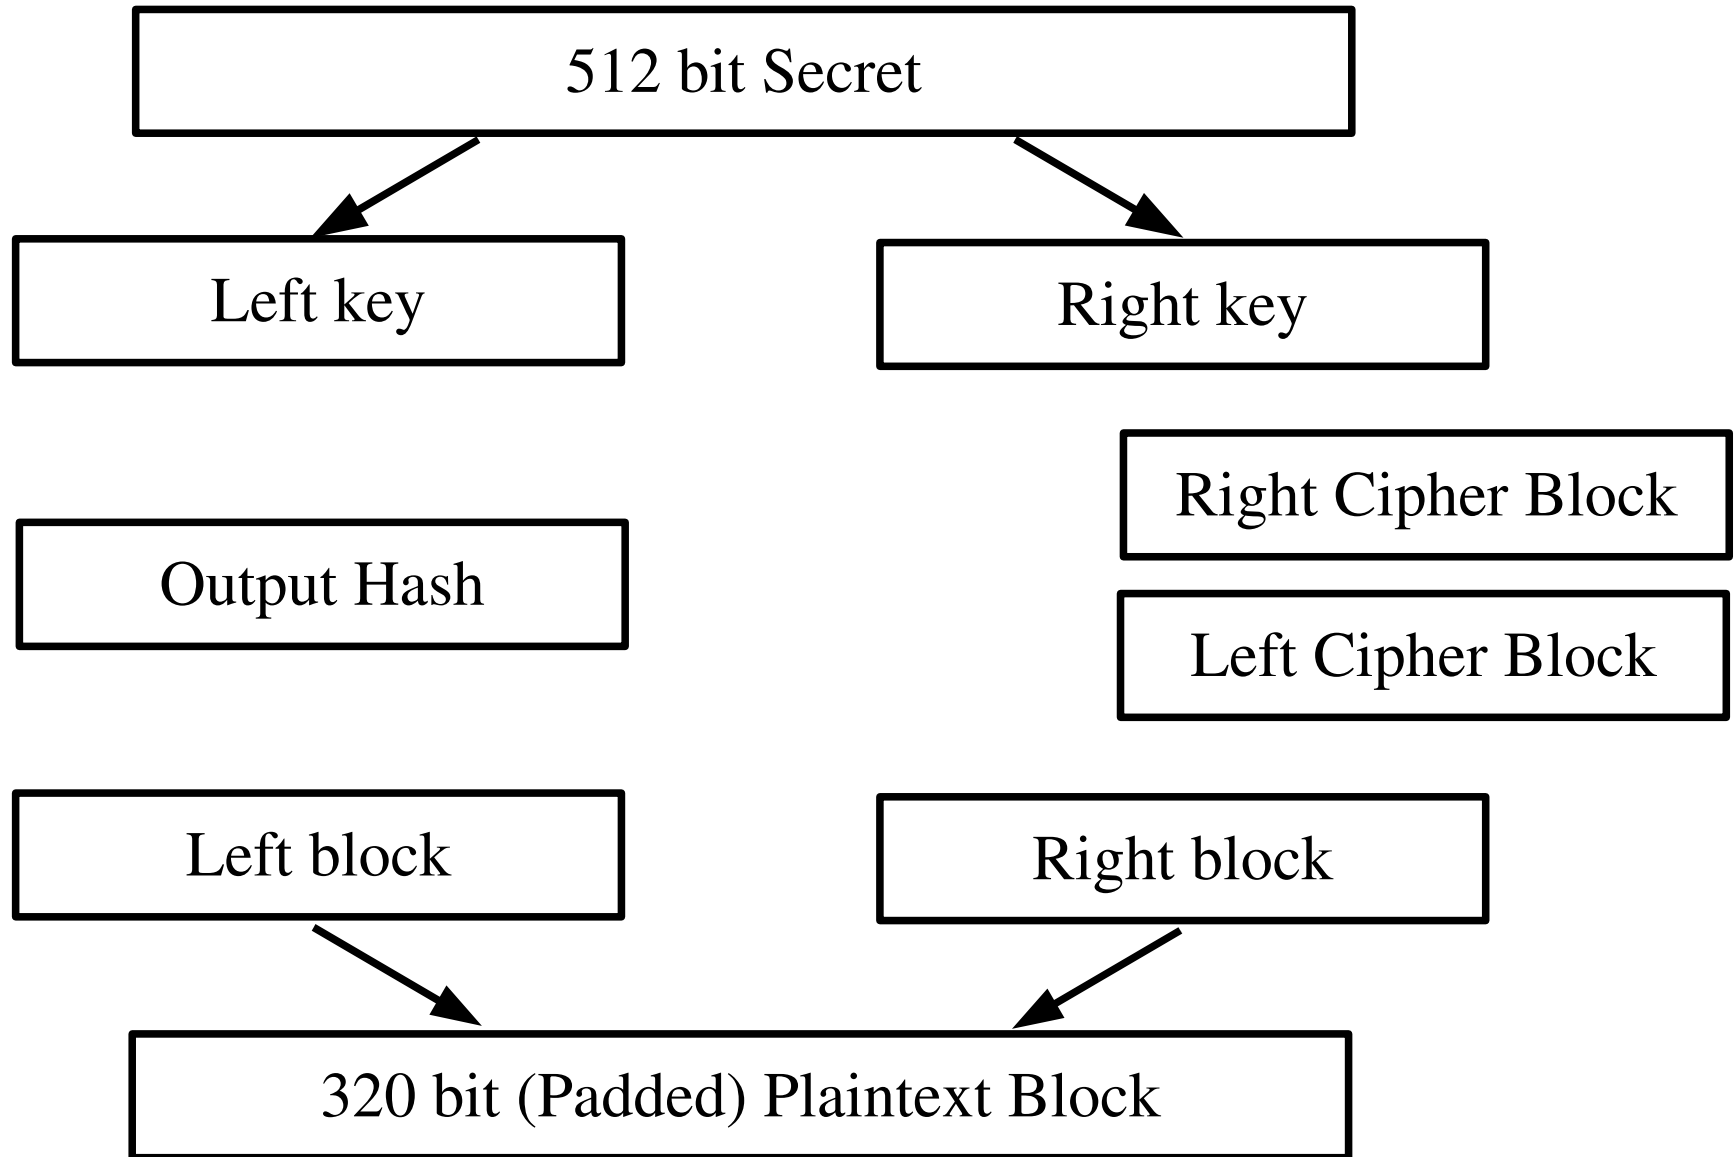 512 bit Secret
Left key
Right key
Right Cipher Block
Output Hash
Left Cipher Block
Left block
Right block
320 bit (Padded) Plaintext Block